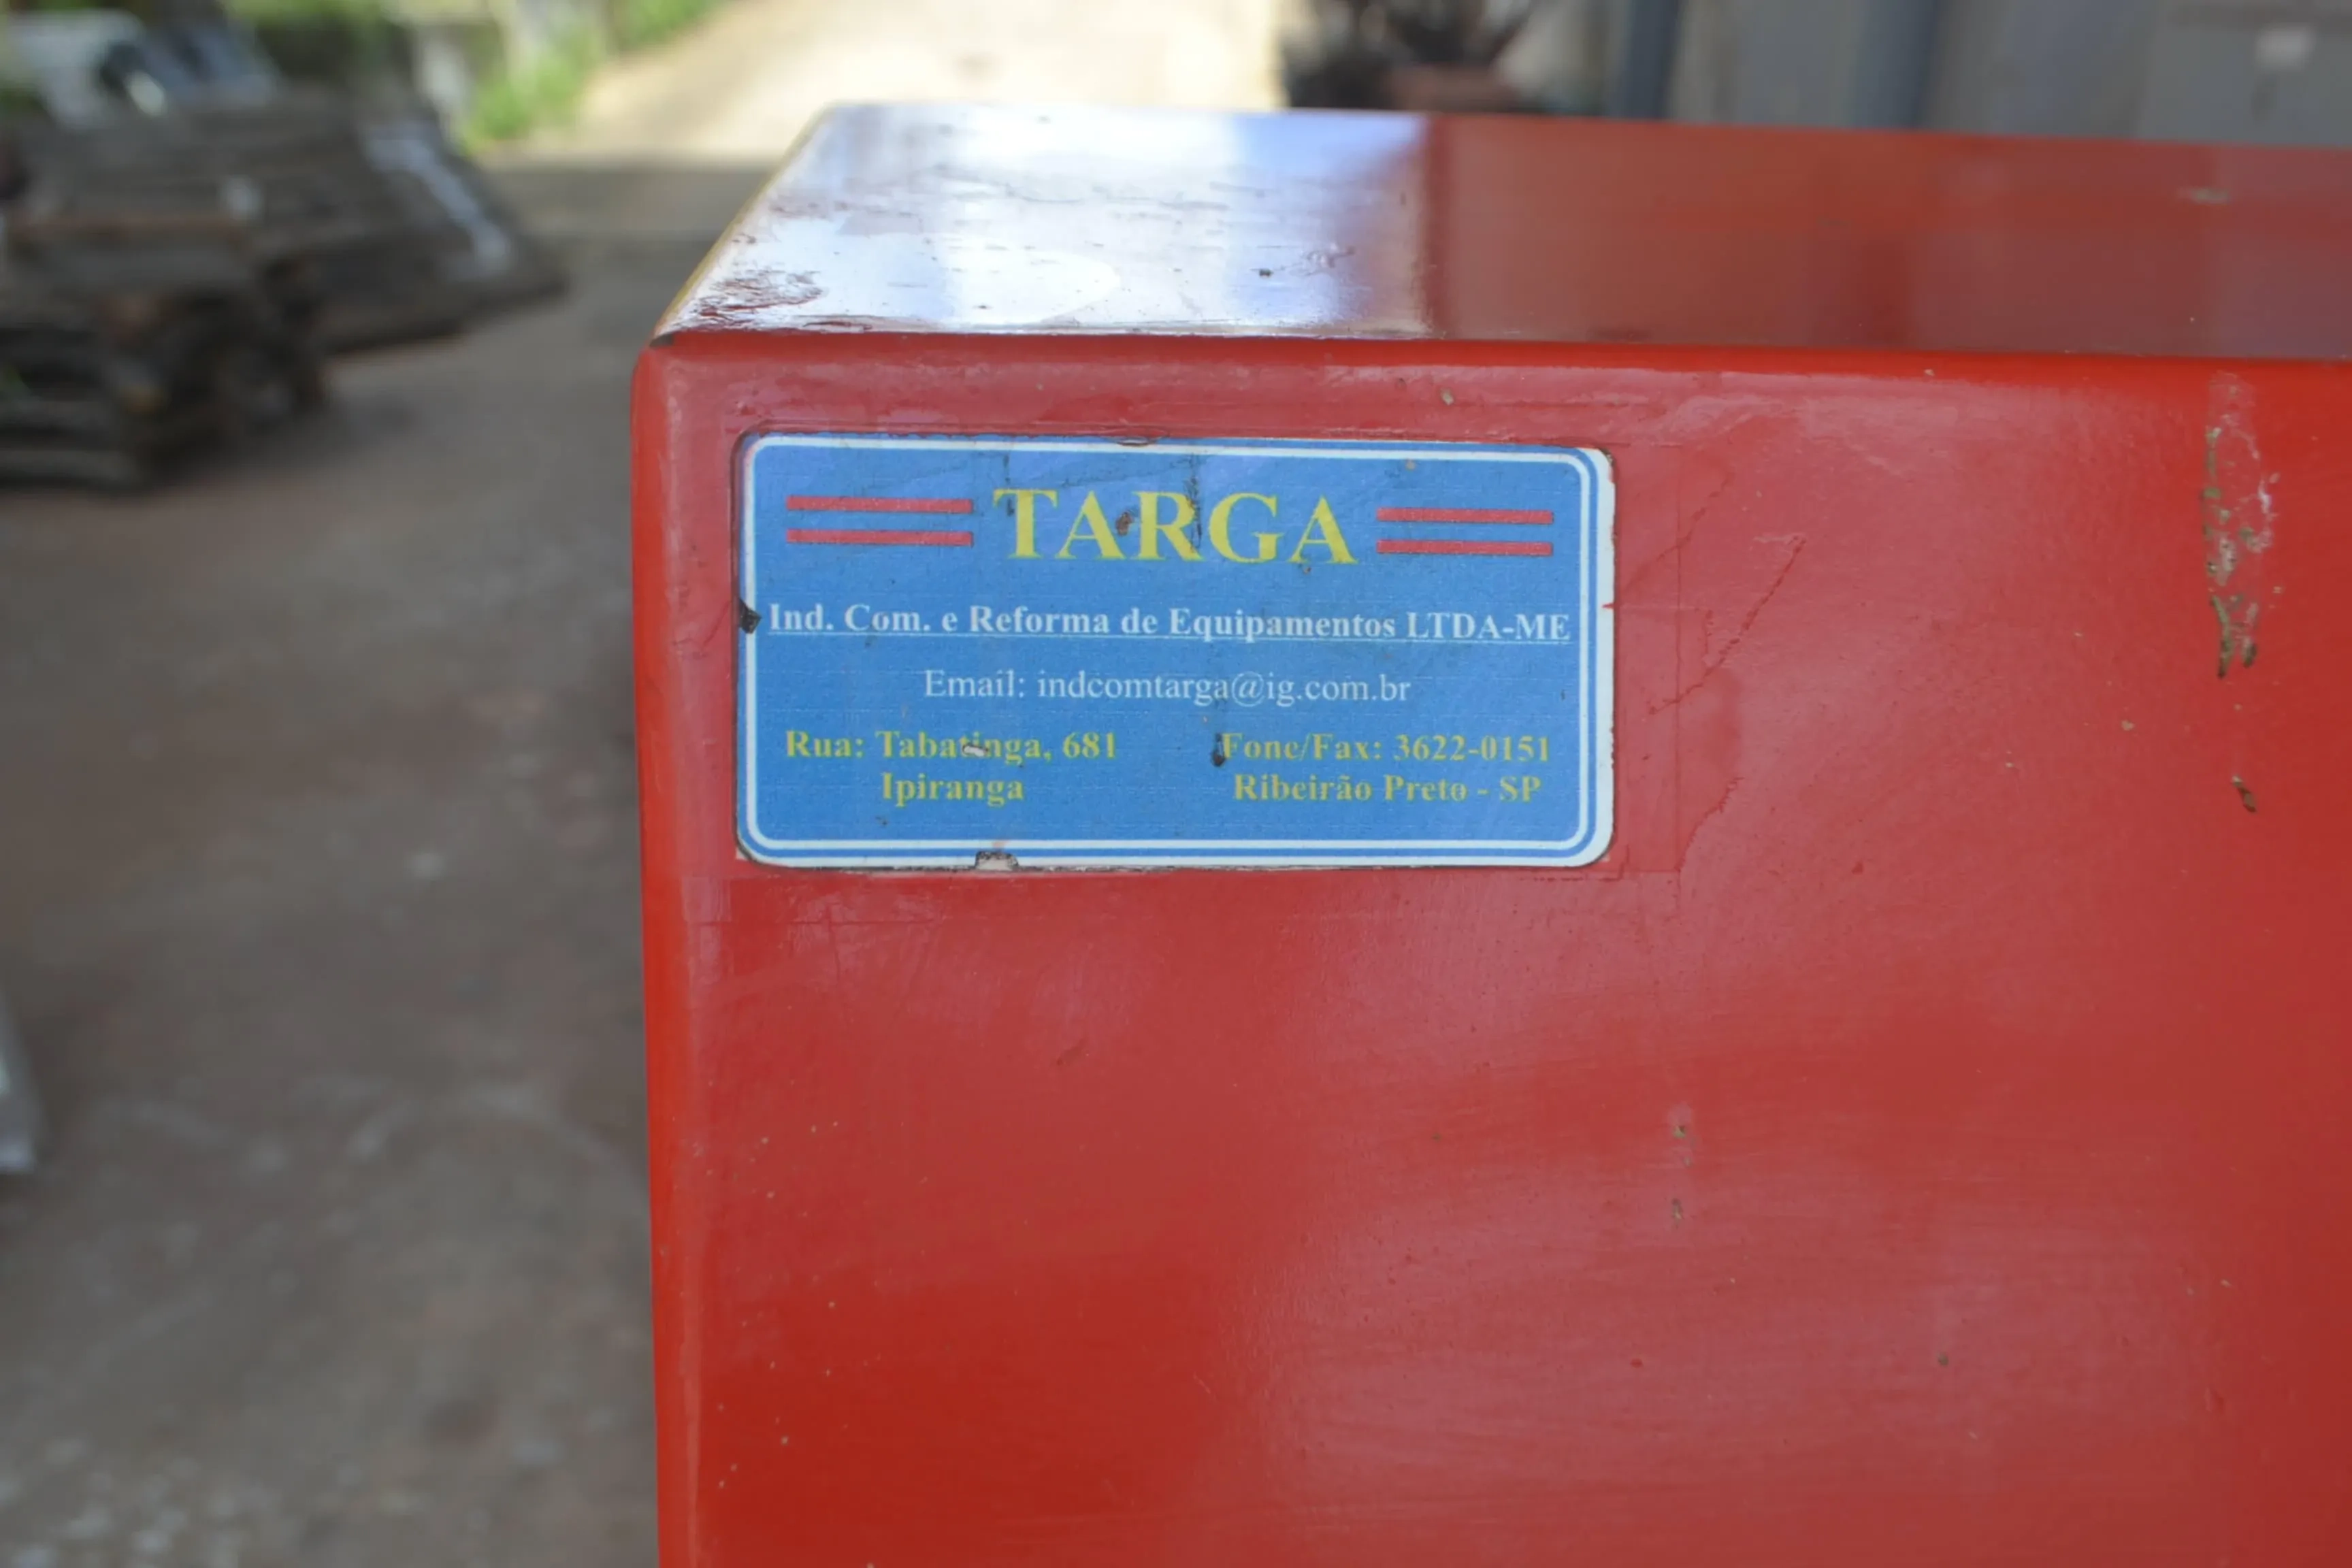 TARGA
Ind. Com. e Reforma de Equipamentos LTDA-ME
Email: indcomtarga@ig.com.br
Rua: Tabatinga, 681
Ipiranga
Fone/Fax: 3622-0151
Ribeirão Preto - SP